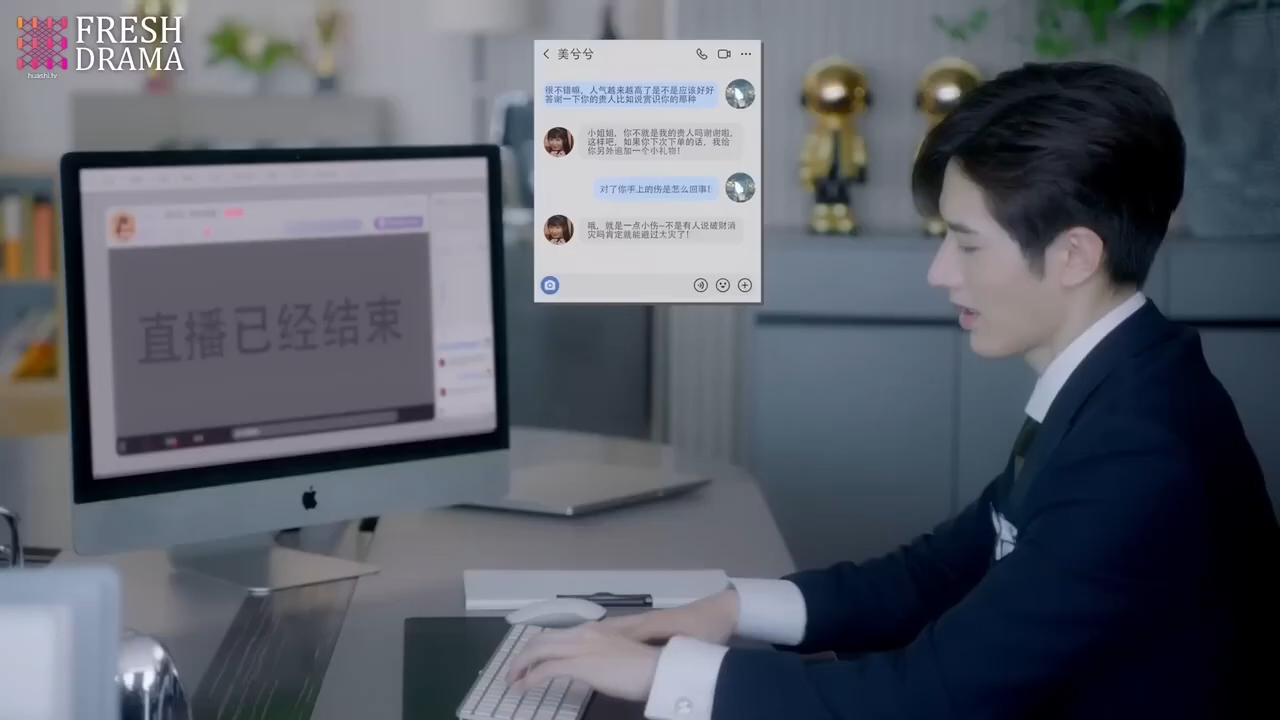 FRESH
DRAMA
huashi.tv
美兮兮
很不错嘛，人气越来越高了是不是应该好好
答谢一下你的贵人比如说赏识你的那种
小姐姐，你不就是我的贵人吗谢谢啦，
这样吧，如果你下次下单的话，我给
你另外追加一个小礼物！
对了你手上的伤是怎么回事！
哦，就是一点小伤~不是有人说破财消
灾吗肯定就能避过大灾了！
直播已经结束